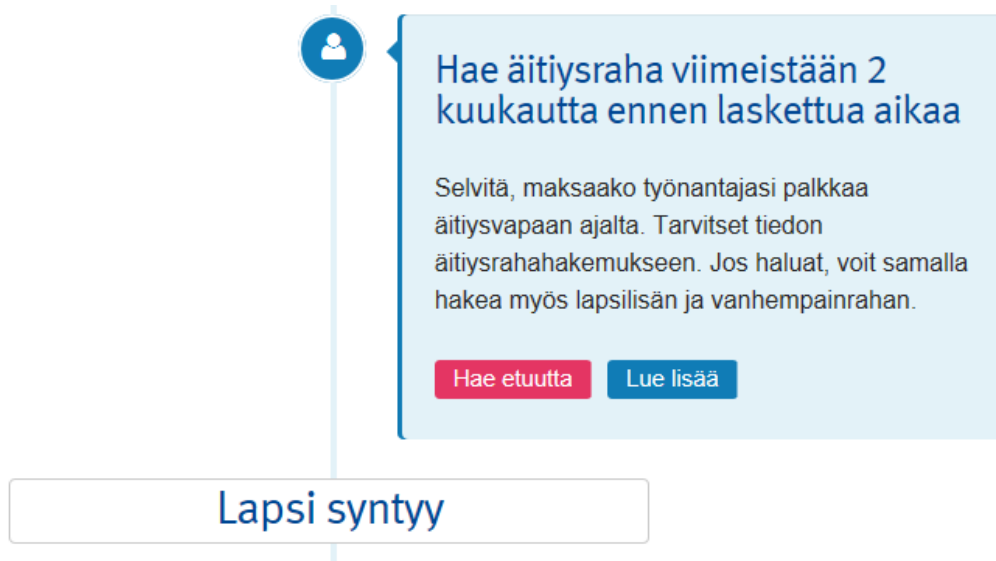 Hae äitiysraha viimeistään 2
kuukautta ennen laskettua aikaa
Selvitä, maksaako työnantajasi palkkaa
äitiysvapaan ajalta. Tarvitset tiedon
äitiysrahahakemukseen. Jos haluat, voit samalla
hakea myös lapsilisän ja vanhempainrahan.
Hae etuutta Lue lisää
Lapsi syntyy